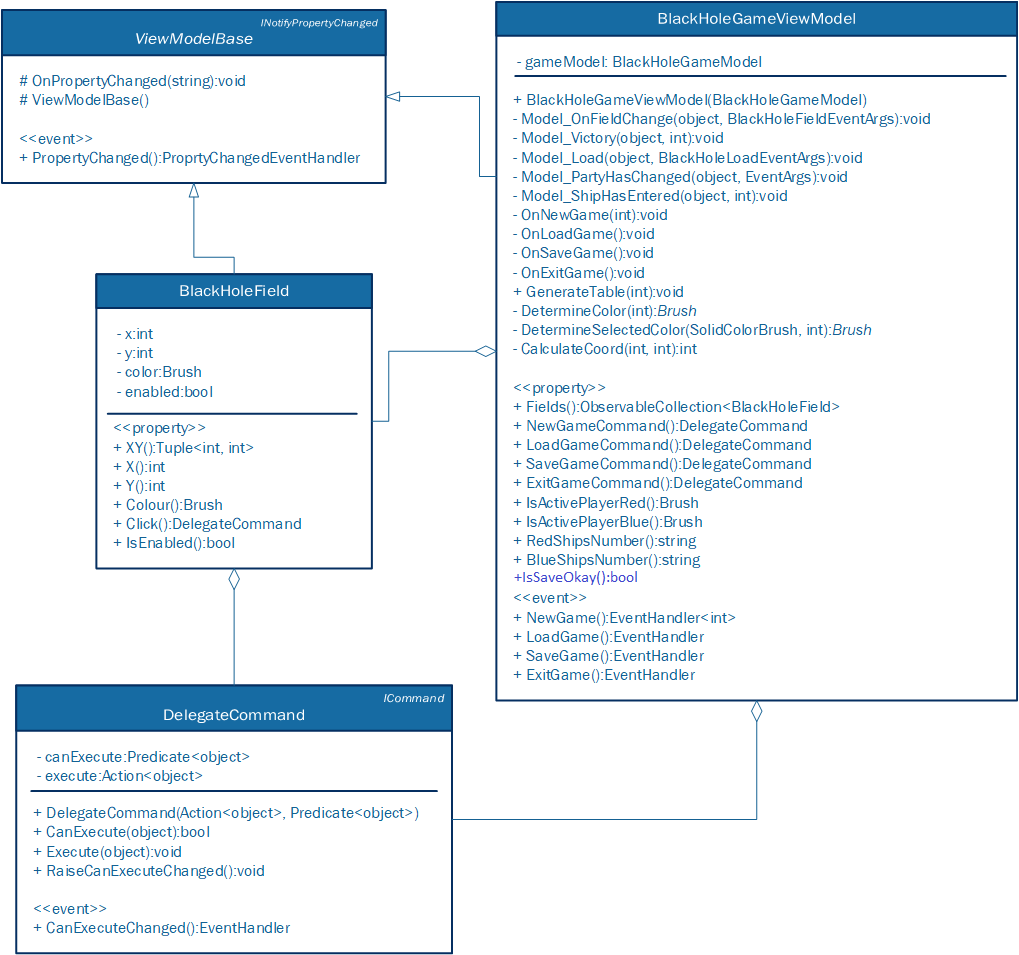 INotifyPropertyChanged
ViewModelBase
# OnPropertyChanged(string):void
# ViewModelBase()
<<event>>
+ PropertyChanged():ProprtyChangedEventHandler
BlackHoleField
- x:int
- y:int
- color:Brush
- enabled:bool
<<property>>
+ XY():Tuple<int, int>
+ X():int
+ Y():int
+ Colour():Brush
+ Click():DelegateCommand
+ IsEnabled():bool
ICommand
DelegateCommand
- canExecute:Predicate<object>
- execute:Action<object>
+ DelegateCommand(Action<object>, Predicate<object>)
+ CanExecute(object):bool
+ Execute(object):void
+ RaiseCanExecuteChanged():void
<<event>>
+ CanExecuteChanged():EventHandler
BlackHoleGameViewModel
- gameModel: BlackHoleGameModel
+ BlackHoleGameViewModel(BlackHoleGameModel)
- Model_OnFieldChange(object, BlackHoleFieldEventArgs):void
- Model_Victory(object, int):void
- Model_Load(object, BlackHoleLoadEventArgs):void
- Model_PartyHasChanged(object, EventArgs):void
- Model_ShipHasEntered(object, int):void
- OnNewGame(int):void
- OnLoadGame():void
- OnSaveGame():void
- OnExitGame():void
+ GenerateTable(int):void
- DetermineColor(int):Brush
- DetermineSelectedColor(SolidColorBrush, int):Brush
- CalculateCoord(int, int):int
<<property>>
+ Fields():ObservableCollection<BlackHoleField>
+ NewGameCommand():DelegateCommand
+ LoadGameCommand():DelegateCommand
+ SaveGameCommand():DelegateCommand
+ ExitGameCommand():DelegateCommand
+ IsActivePlayerRed():Brush
+ IsActivePlayerBlue():Brush
+ RedShipsNumber():string
+ BlueShipsNumber():string
+IsSaveOkay():bool
<<event>>
+ NewGame():EventHandler<int>
+ LoadGame():EventHandler
+ SaveGame():EventHandler
+ ExitGame():EventHandler